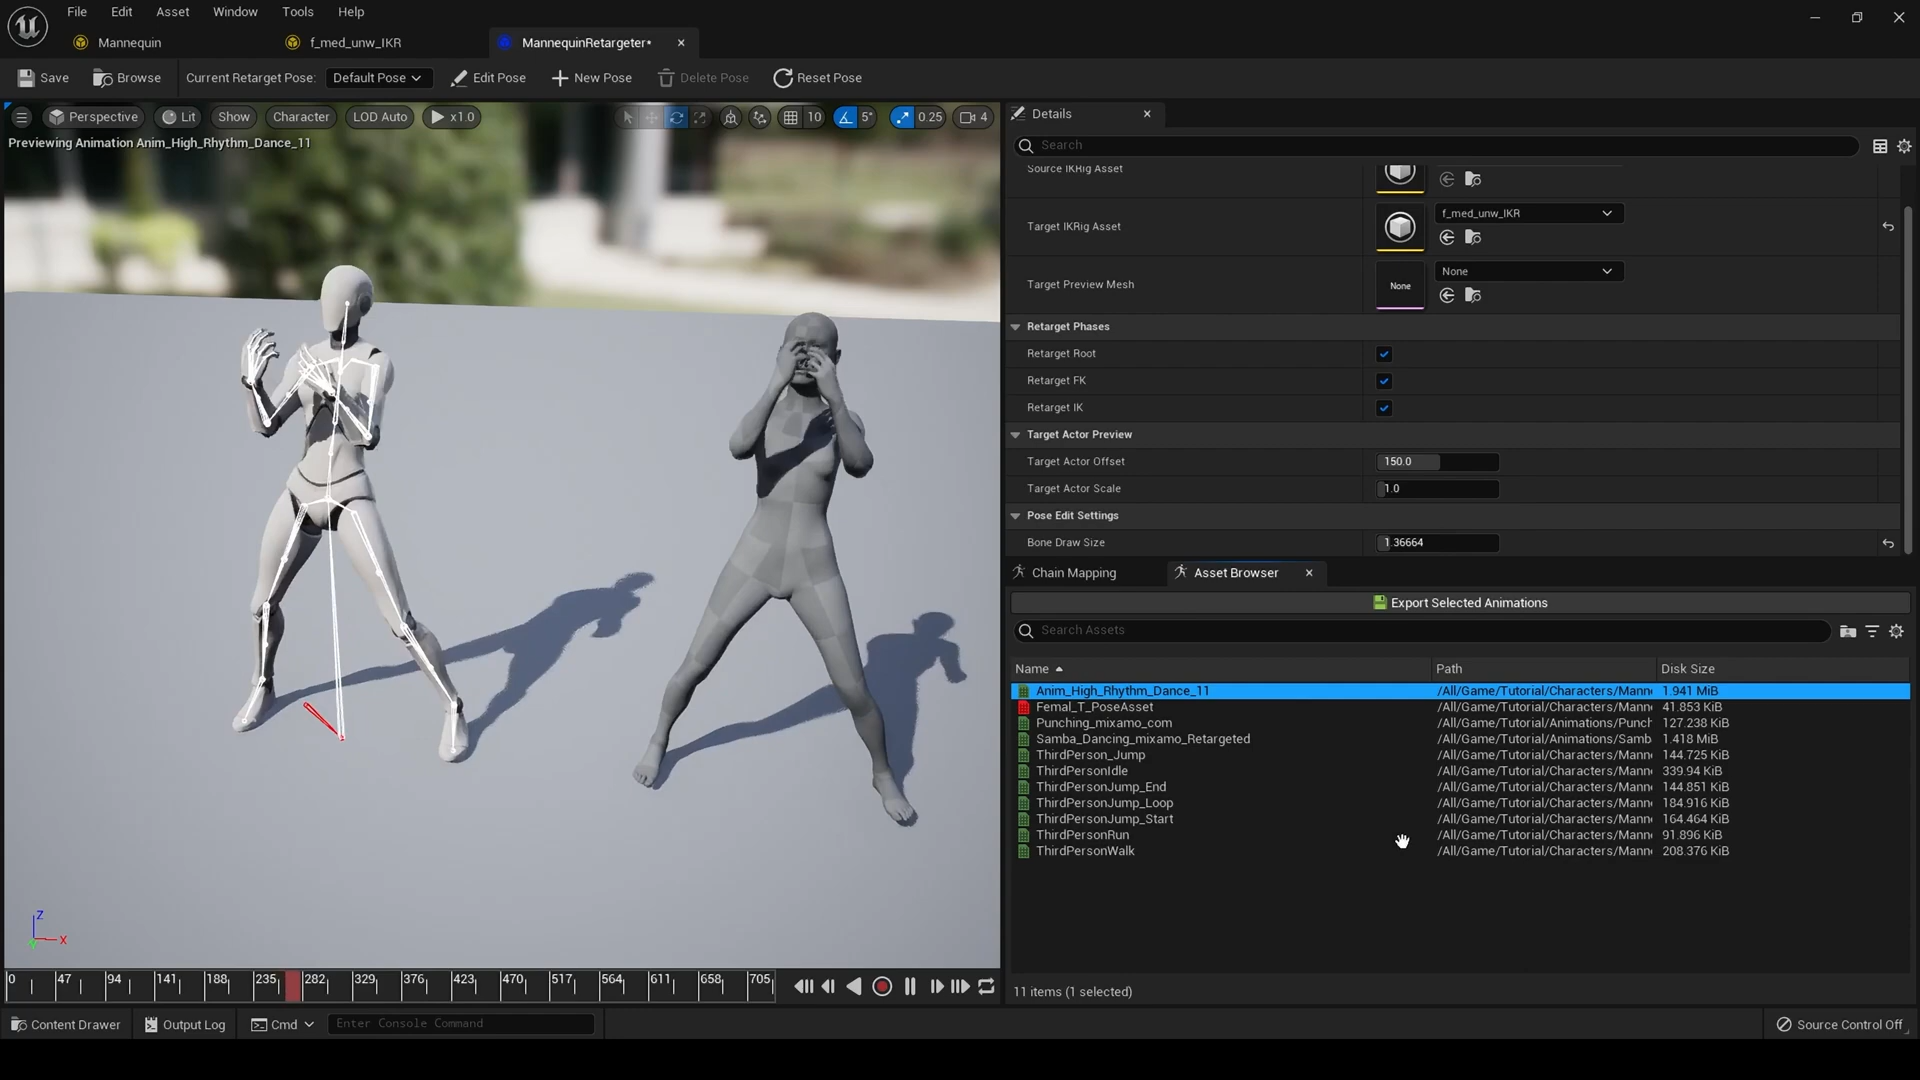 File Edit Asset Window Tools Help
Mannequin f_med_unw_IKR MannequinRetargeter*
Save Browse Current Retarget Pose: Default Pose Edit Pose New Pose Delete Pose Reset Pose
Perspective Lit Show Character LOD Auto x1.0 10 5° 0.25 4
Previewing Animation Anim_High_Rhythm_Dance_11
Details
Search
Source IKRig Asset
Target IKRig Asset f_med_unw_IKR
Target Preview Mesh None None
Retarget Phases
Retarget Root
Retarget FK
Retarget IK
Target Actor Preview
Target Actor Offset 150.0
Target Actor Scale 1.0
Pose Edit Settings
Bone Draw Size 1.36664
Chain Mapping Asset Browser
Export Selected Animations
Search Assets
Name Path Disk Size
Anim_High_Rhythm_Dance_11 /All/Game/Tutorial/Characters/Mann 1.941 MiB
Femal_T_PoseAsset /All/Game/Tutorial/Characters/Mann 41.853 KiB
Punching_mixamo_com /All/Game/Tutorial/Animations/Punch 127.238 KiB
Samba_Dancing_mixamo_Retargeted /All/Game/Tutorial/Animations/Samb 1.418 MiB
ThirdPerson_Jump /All/Game/Tutorial/Characters/Mann 144.725 KiB
ThirdPersonIdle /All/Game/Tutorial/Characters/Mann 339.94 KiB
ThirdPersonJump_End /All/Game/Tutorial/Characters/Mann 144.851 KiB
ThirdPersonJump_Loop /All/Game/Tutorial/Characters/Mann 184.916 KiB
ThirdPersonJump_Start /All/Game/Tutorial/Characters/Mann 164.464 KiB
ThirdPersonRun /All/Game/Tutorial/Characters/Mann 91.896 KiB
ThirdPersonWalk /All/Game/Tutorial/Characters/Mann 208.376 KiB
Z
X
0 47 94 141 188 235 282 329 376 423 470 517 564 611 658 705
11 items (1 selected)
Content Drawer Output Log Cmd Enter Console Command Source Control Off